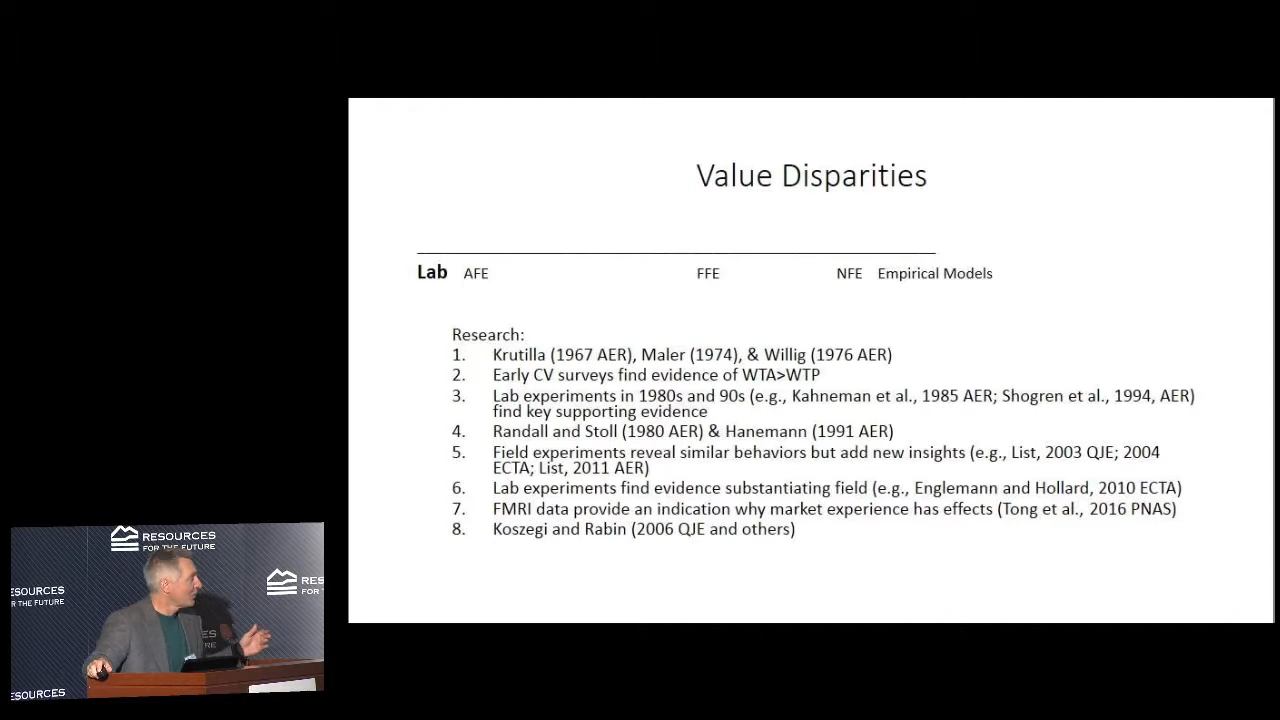 Value Disparities
Lab AFE FFE NFE Empirical Models
Research:
1. Krutilla (1967 AER), Maler (1974), & Willig (1976 AER)
2. Early CV surveys find evidence of WTA>WTP
3. Lab experiments in 1980s and 90s (e.g., Kahneman et al., 1985 AER; Shogren et al., 1994, AER)
find key supporting evidence
4. Randall and Stoll (1980 AER) & Hanemann (1991 AER)
5. Field experiments reveal similar behaviors but add new insights (e.g., List, 2003 QJE; 2004
ECTA; List, 2011 AER)
6. Lab experiments find evidence substantiating field (e.g., Englemann and Hollard, 2010 ECTA)
7. FMRI data provide an indication why market experience has effects (Tong et al., 2016 PNAS)
8. Koszegi and Rabin (2006 QJE and others)
RESOURCES
FOR THE FUTURE
ESOURCES
R THE FUTURE
RES
FOR
ES
RE
SOURCES